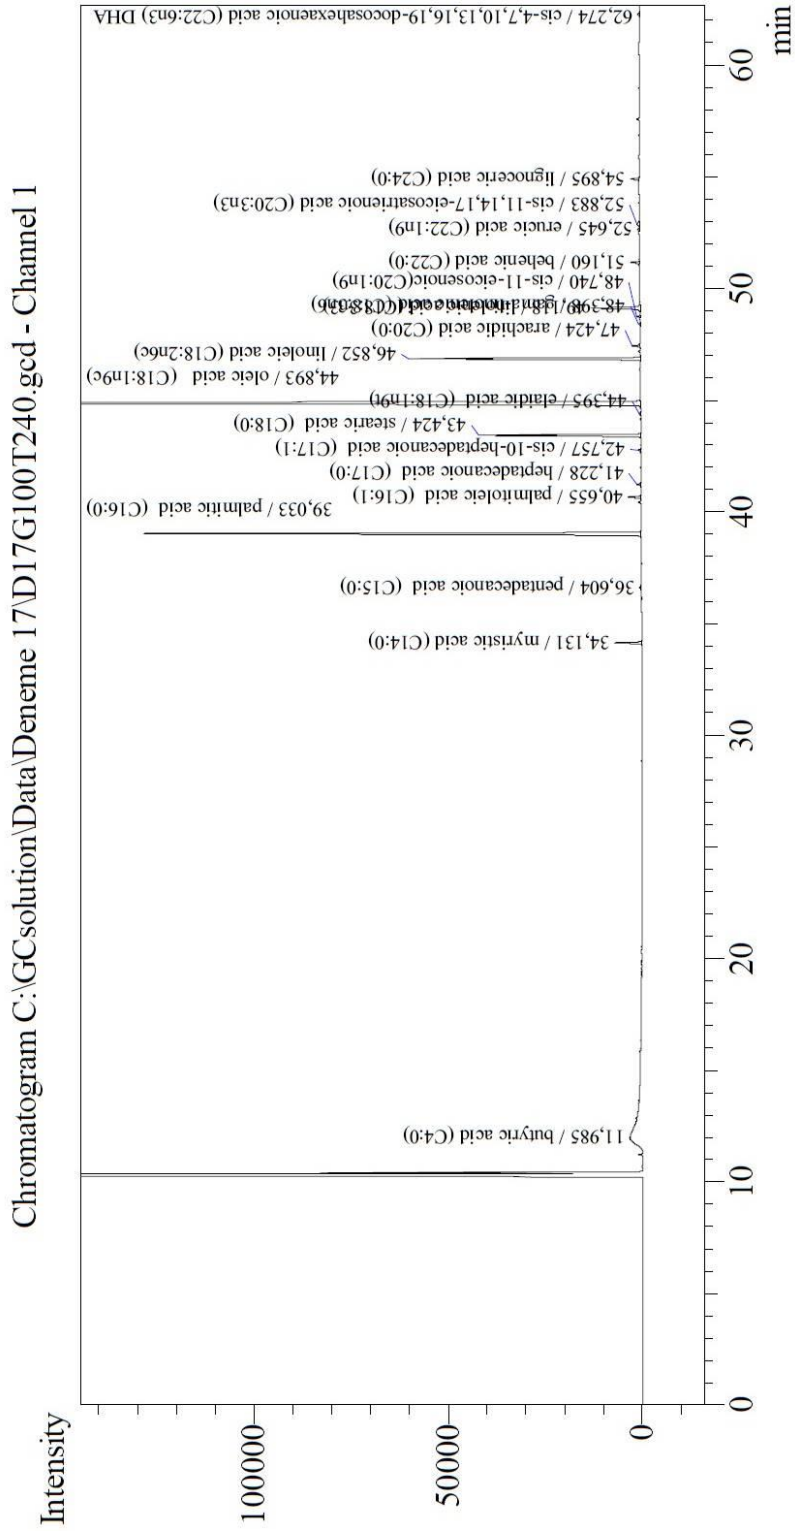 Chromatogram C:\GCsolution\Data\Deneme 17\D17G100T240.gcd - Channel 1
Intensity
100000
50000
0
0
10
20
30
40
50
60
min
11,985 / butyric acid (C4:0)
34,131 / myristic acid (C14:0)
36,604 / pentadecanoic acid (C15:0)
39,033 / palmitic acid (C16:0)
40,655 / palmitoleic acid (C16:1)
41,228 / heptadecanoic acid (C17:0)
42,757 / cis-10-heptadecanoic acid (C17:1)
43,424 / stearic acid (C18:0)
44,395 / elaidic acid (C18:1n9t)
44,893 / oleic acid (C18:1n9c)
46,852 / linoleic acid (C18:2n6c)
47,424 / arachidic acid (C20:0)
48,740 / cis-11-eicosenoic(C20:1n9)
51,160 / behenic acid (C22:0)
52,645 / erucic acid (C22:1n9)
52,883 / cis-11,14,17-eicosatrienoic acid (C20:3n3)
54,895 / lignoceric acid (C24:0)
62,274 / cis-4,7,10,13,16,19-docosahexaenoic acid (C22:6n3) DHA